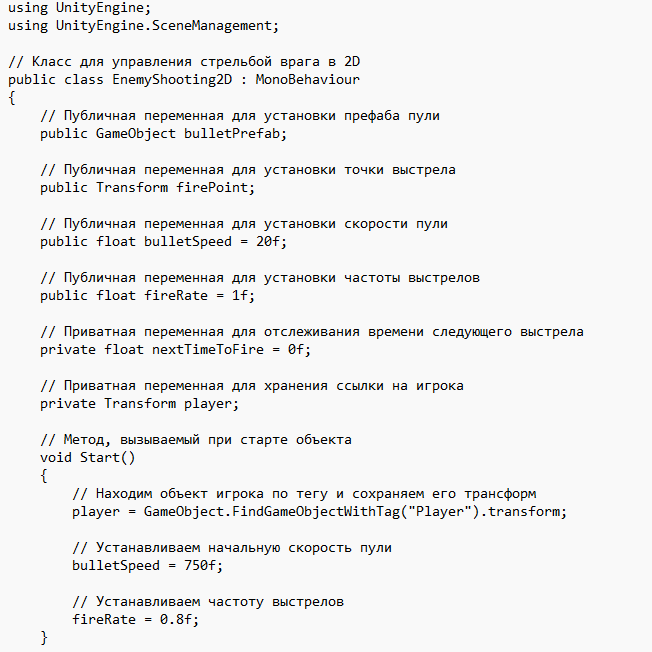 using UnityEngine;
using UnityEngine.SceneManagement;

// Класс для управления стрельбой врага в 2D
public class EnemyShooting2D : MonoBehaviour
{
    // Публичная переменная для установки префаба пули
    public GameObject bulletPrefab;

    // Публичная переменная для установки точки выстрела
    public Transform firePoint;

    // Публичная переменная для установки скорости пули
    public float bulletSpeed = 20f;

    // Публичная переменная для установки частоты выстрелов
    public float fireRate = 1f;

    // Приватная переменная для отслеживания времени следующего выстрела
    private float nextTimeToFire = 0f;

    // Приватная переменная для хранения ссылки на игрока
    private Transform player;

    // Метод, вызываемый при старте объекта
    void Start()
    {
        // Находим объект игрока по тегу и сохраняем его трансформ
        player = GameObject.FindGameObjectWithTag("Player").transform;

        // Устанавливаем начальную скорость пули
        bulletSpeed = 750f;

        // Устанавливаем частоту выстрелов
        fireRate = 0.8f;
    }